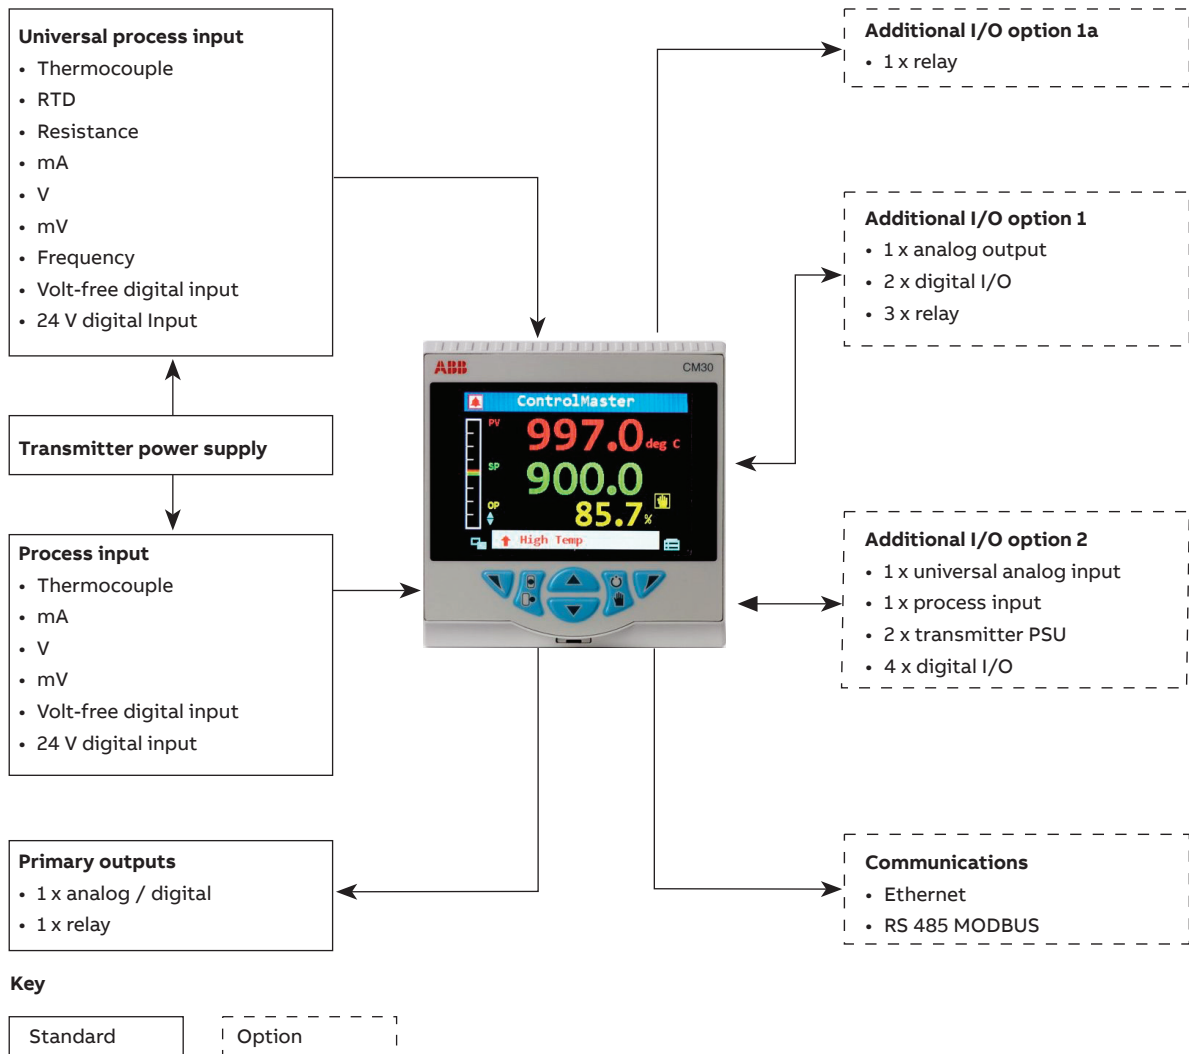 Universal process input
• Thermocouple
• RTD
• Resistance
• mA
• V
• mV
• Frequency
• Volt-free digital input
• 24 V digital Input
Transmitter power supply
Process input
• Thermocouple
• mA
• V
• mV
• Volt-free digital input
• 24 V digital input
Primary outputs
• 1 x analog / digital
• 1 x relay
ABB
CM30
ControlMaster
PV
997.0 deg C
SP
900.0
OP
85.7 %
High Temp
Additional I/O option 1a
• 1 x relay
Additional I/O option 1
• 1 x analog output
• 2 x digital I/O
• 3 x relay
Additional I/O option 2
• 1 x universal analog input
• 1 x process input
• 2 x transmitter PSU
• 4 x digital I/O
Communications
• Ethernet
• RS 485 MODBUS
Key
Standard
Option